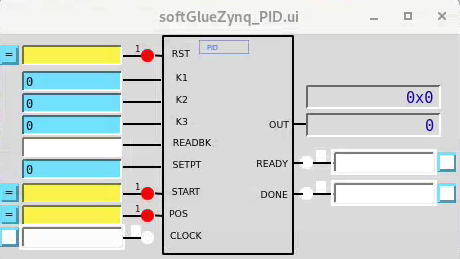 softGlueZynq_PID.ui
= 1 RST PID
0 K1
0 K2
0x0
0 K3 OUT 0
READBK
0 SETPT READY
= 1 START DONE
= 1 POS
CLOCK